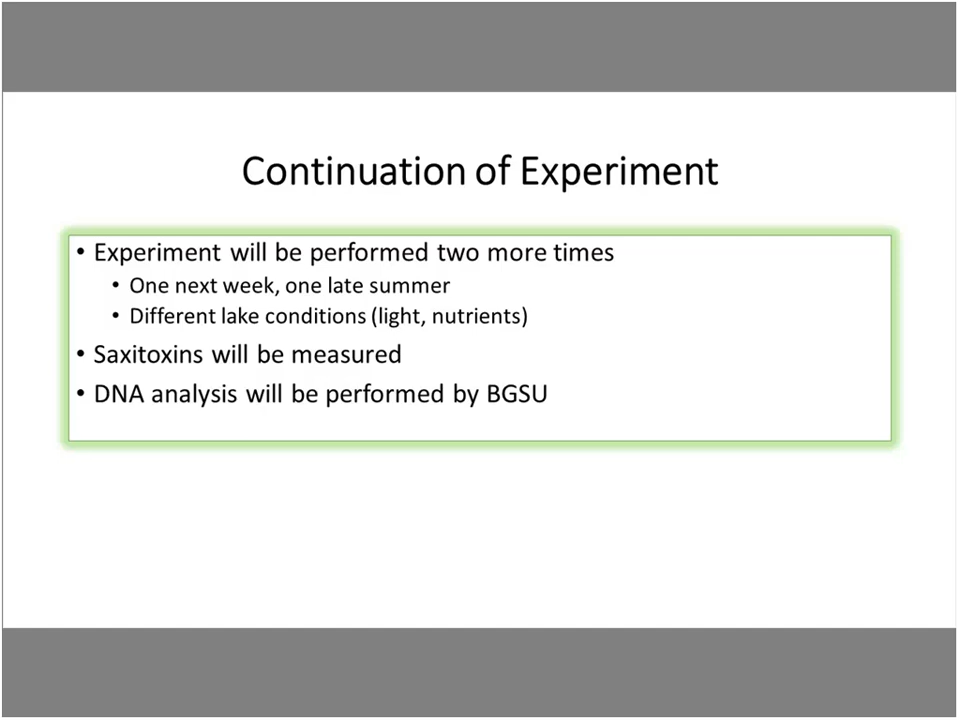 Continuation of Experiment
• Experiment will be performed two more times
• One next week, one late summer
• Different lake conditions (light, nutrients)
• Saxitoxins will be measured
• DNA analysis will be performed by BGSU